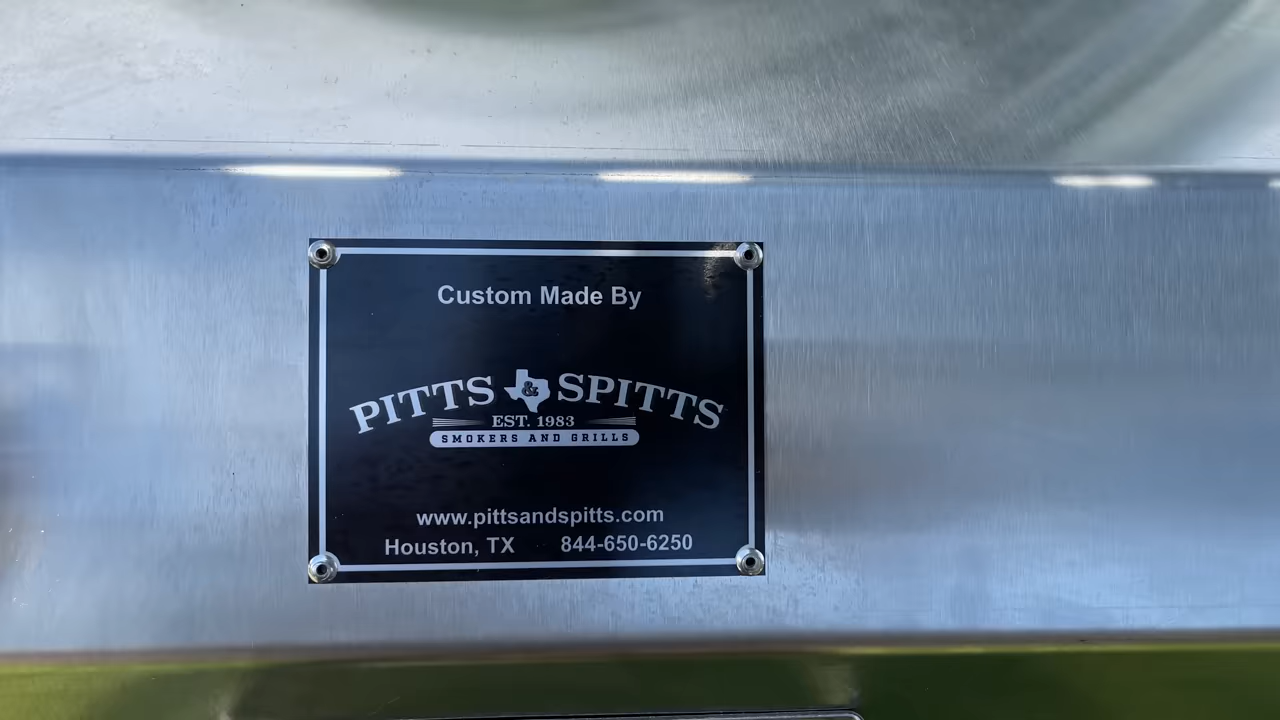 Custom Made By
PITTS & SPITTS
EST. 1983
SMOKERS AND GRILLS
www.pittsandspitts.com
Houston, TX 844-650-6250